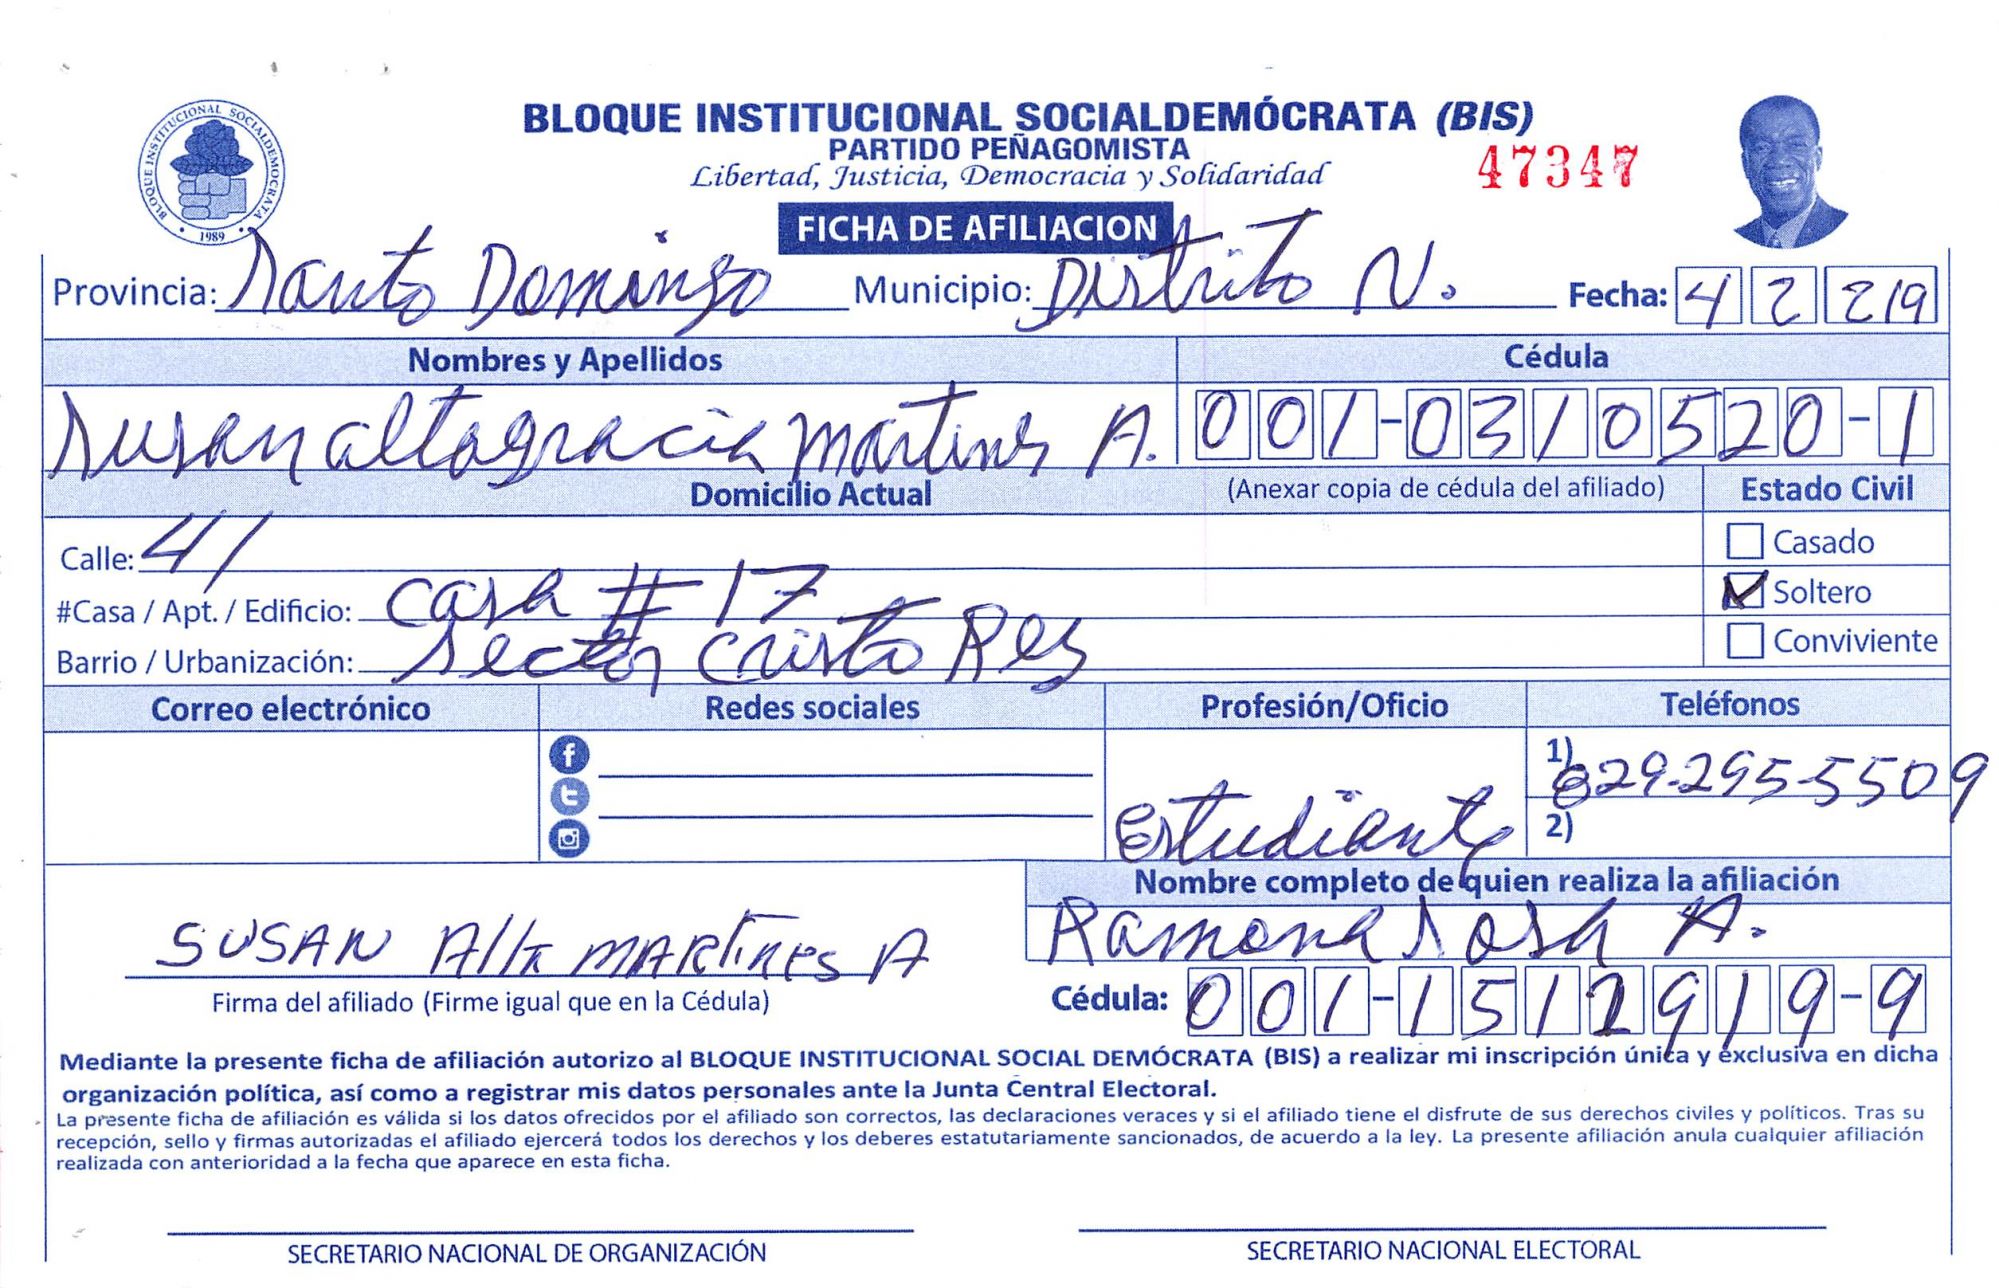 BLOQUE INSTITUCIONAL SOCIALDEMOCRATA
1989
BLOQUE INSTITUCIONAL SOCIALDEMÓCRATA (BIS)
PARTIDO PEÑAGOMISTA
47347
Libertad, Justicia, Democracia y Solidaridad
FICHA DE AFILIACION
Provincia: Santo Domingo Municipio: Distrito N. Fecha: 4 2 219
Nombres y Apellidos Cédula
Susan altagracia martines A. 001-0310520-1
Domicilio Actual (Anexar copia de cédula del afiliado) Estado Civil
Calle: 41 Casado
#Casa / Apt. / Edificio: casa # 17 Soltero
Barrio / Urbanización: Sector Cristo Rey Conviviente
Correo electrónico Redes sociales Profesión/Oficio Teléfonos
1) 829-295-5509
Estudiante 2)
Nombre completo de quien realiza la afiliación
Ramona Rosa A.
SUSAN Alta MARtines A
Firma del afiliado (Firme igual que en la Cédula) Cédula: 001-1512919-9
Mediante la presente ficha de afiliación autorizo al BLOQUE INSTITUCIONAL SOCIAL DEMÓCRATA (BIS) a realizar mi inscripción única y exclusiva en dicha
organización política, así como a registrar mis datos personales ante la Junta Central Electoral.
La presente ficha de afiliación es válida si los datos ofrecidos por el afiliado son correctos, las declaraciones veraces y si el afiliado tiene el disfrute de sus derechos civiles y políticos. Tras su
recepción, sello y firmas autorizadas el afiliado ejercerá todos los derechos y los deberes estatutariamente sancionados, de acuerdo a la ley. La presente afiliación anula cualquier afiliación
realizada con anterioridad a la fecha que aparece en esta ficha.
SECRETARIO NACIONAL DE ORGANIZACIÓN SECRETARIO NACIONAL ELECTORAL